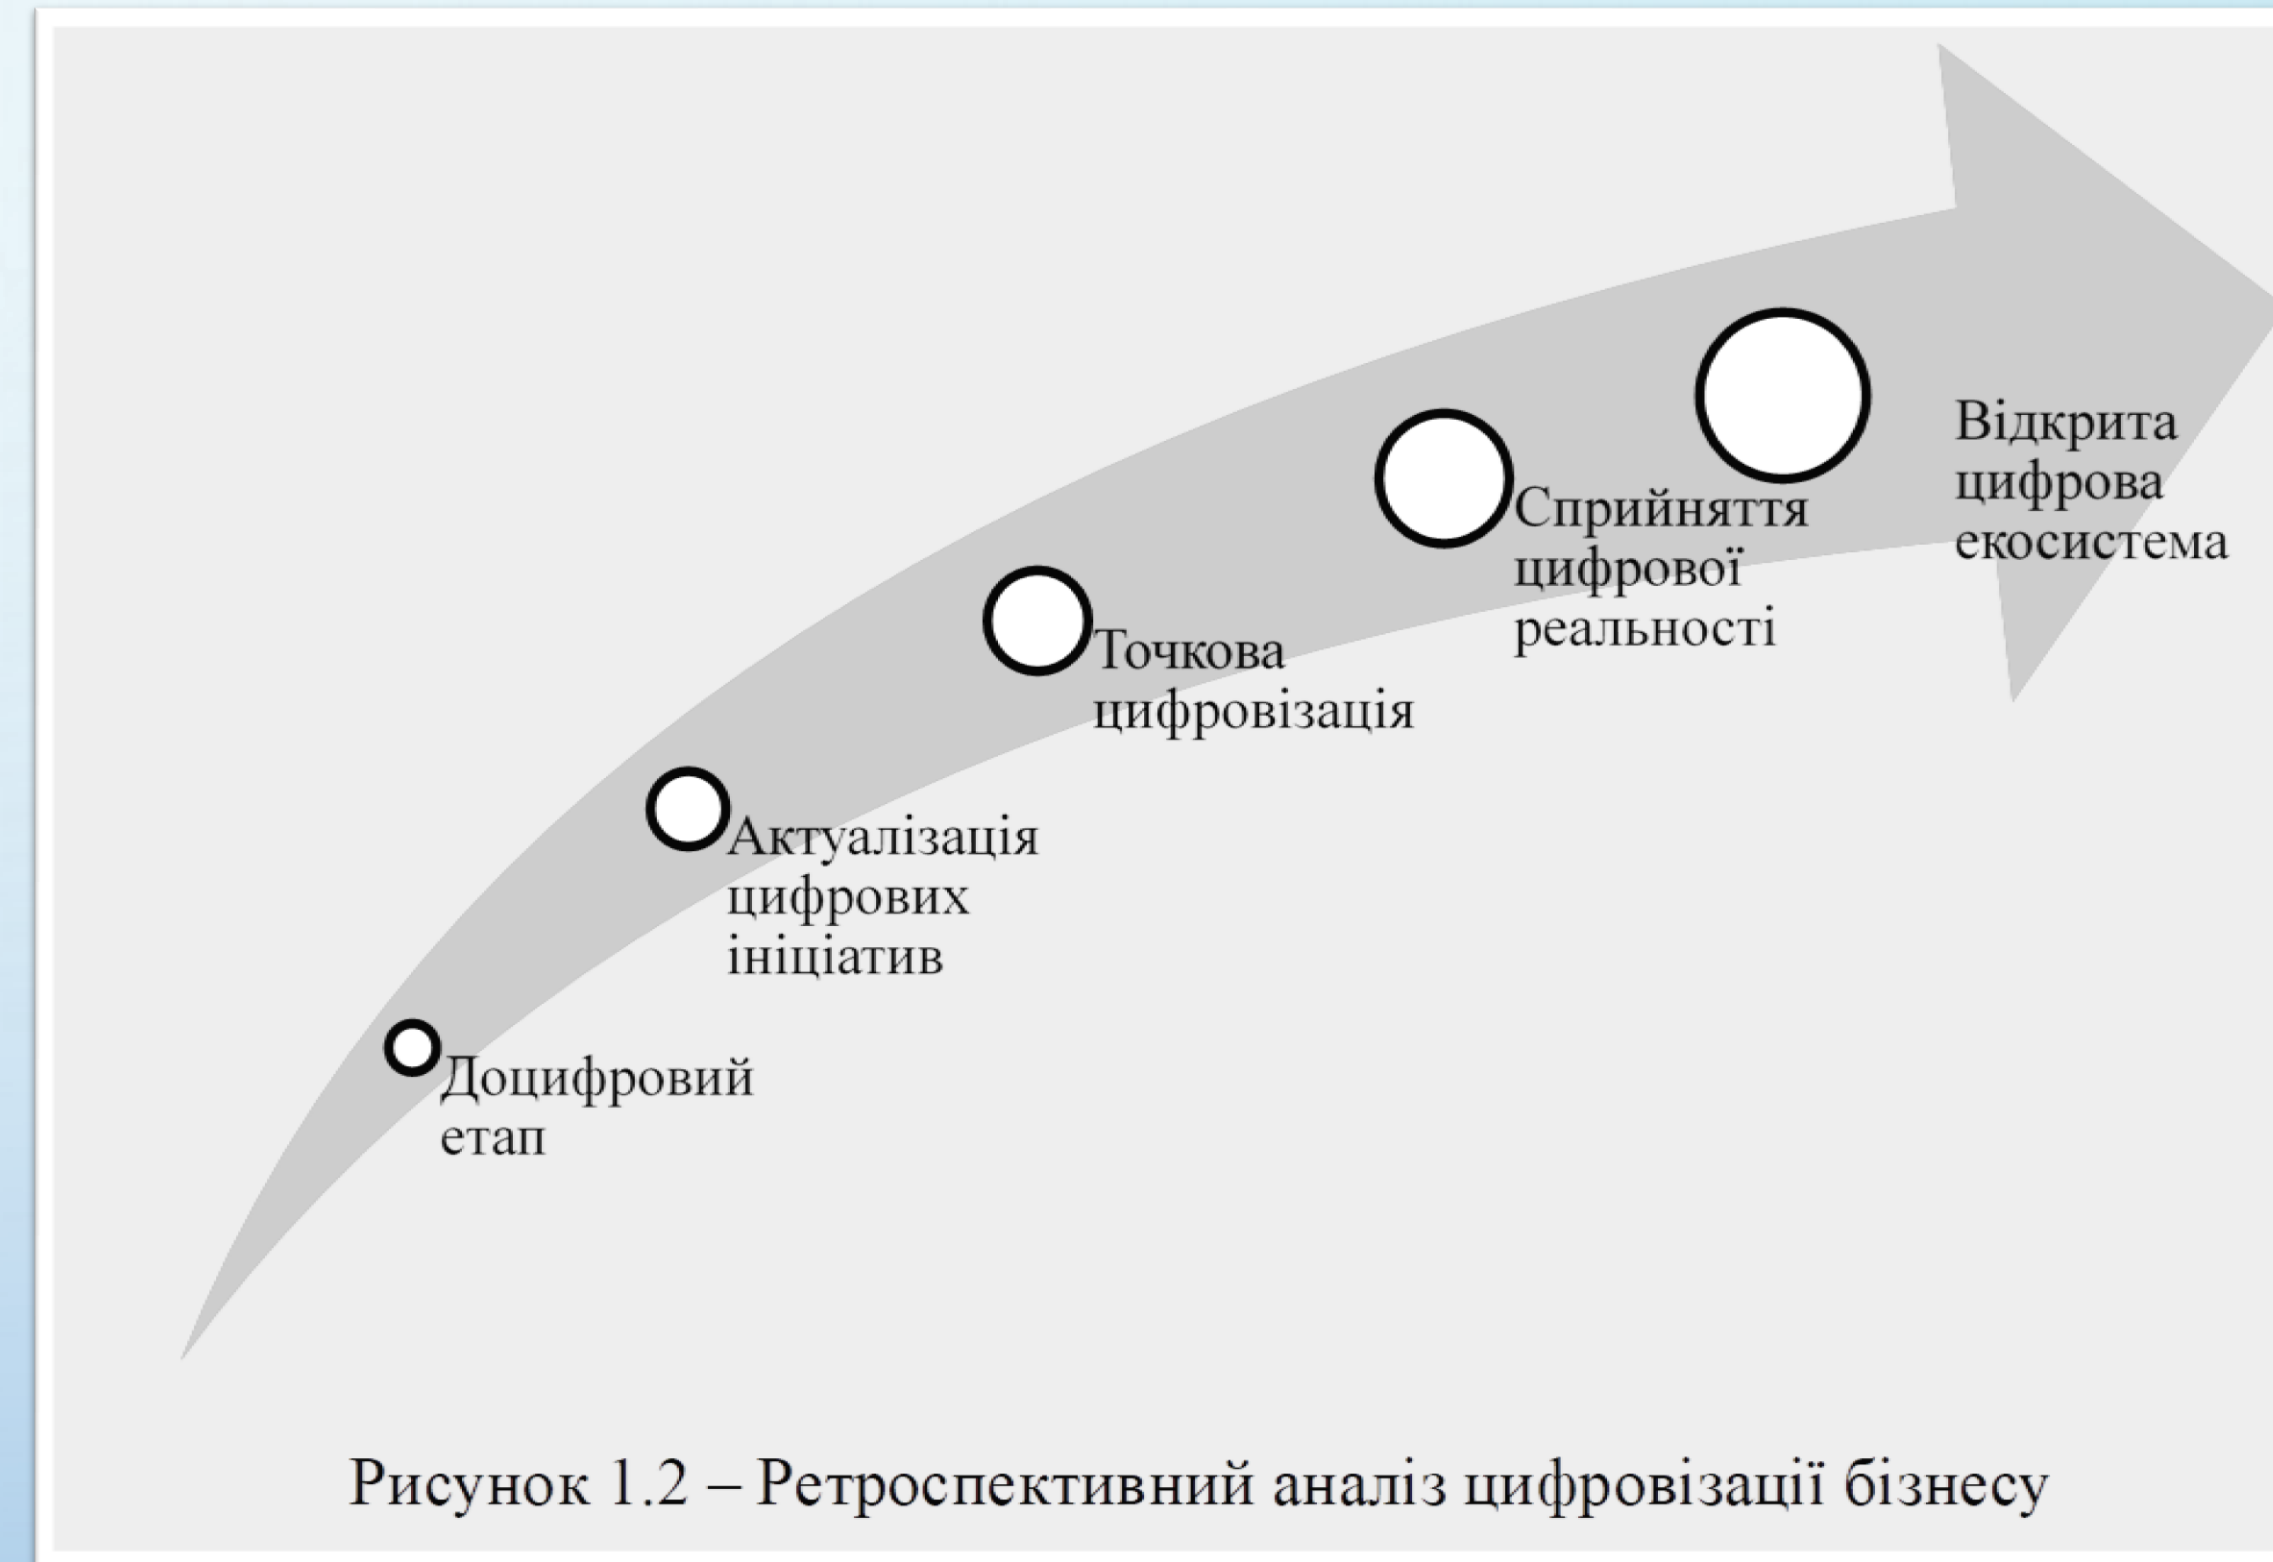 Відкрита
цифрова
екосистема
Сприйняття
цифрової
реальності
Точкова
цифровізація
Актуалізація
цифрових
ініціатив
Доцифровий
етап
Рисунок 1.2 – Ретроспективний аналіз цифровізації бізнесу